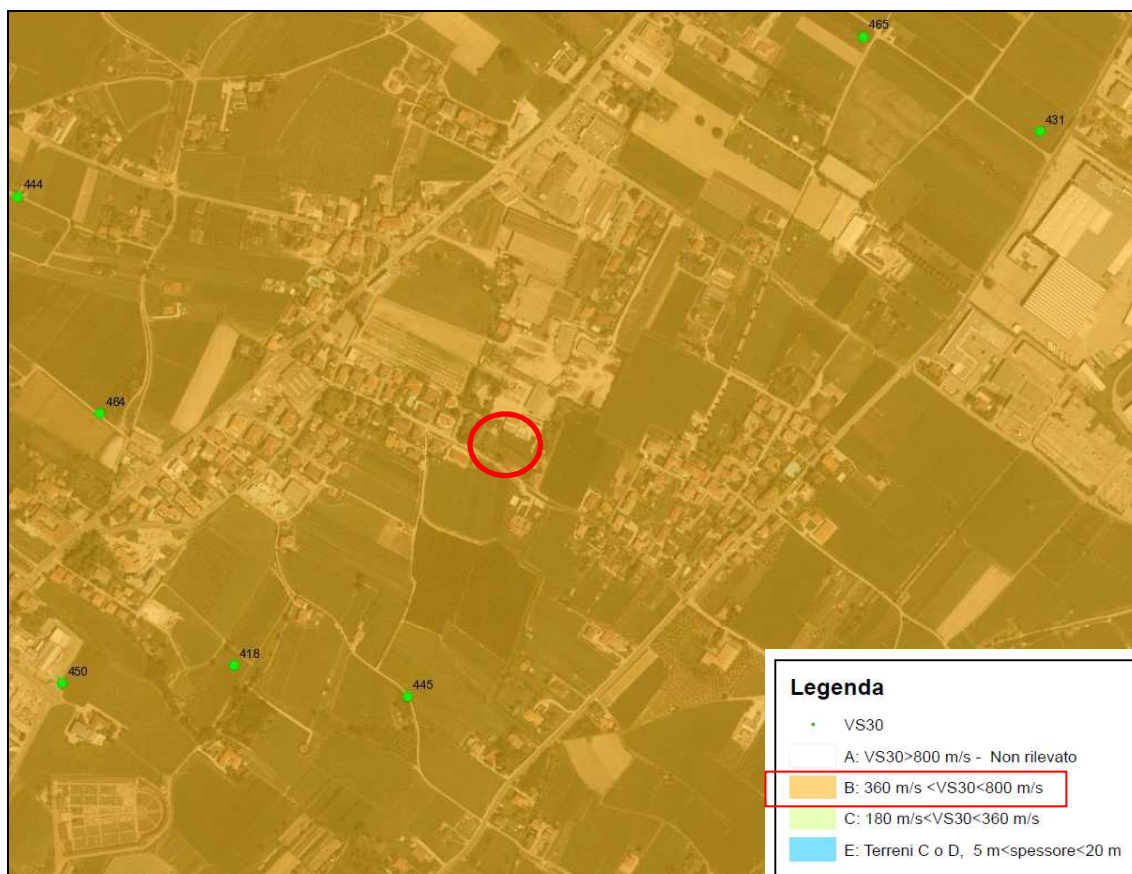 465
431
444
464
418
450
445
Legenda
VS30
A: VS30>800 m/s - Non rilevato
B: 360 m/s <VS30<800 m/s
C: 180 m/s<VS30<360 m/s
E: Terreni C o D, 5 m<spessore<20 m